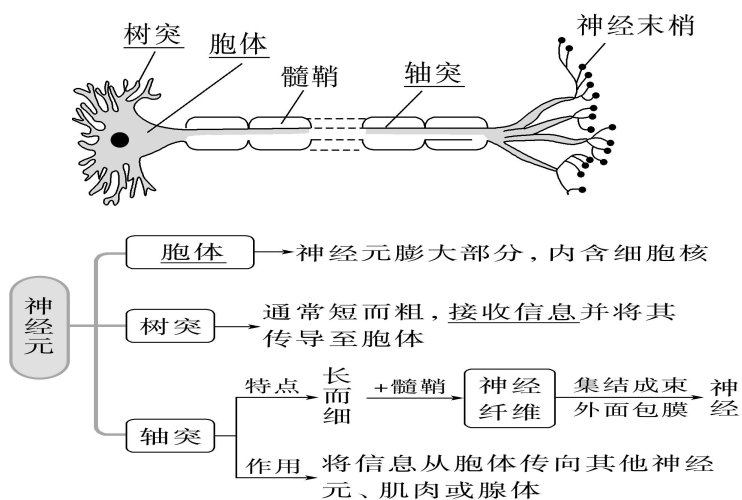 树突
胞体
髓鞘
轴突
神经末梢
神经元
胞体
神经元膨大部分，内含细胞核
树突
通常短而粗，接收信息并将其
传导至胞体
轴突
特点
长而细
+髓鞘
神经
纤维
集结成束
外面包膜
神经
作用
将信息从胞体传向其他神经
元、肌肉或腺体